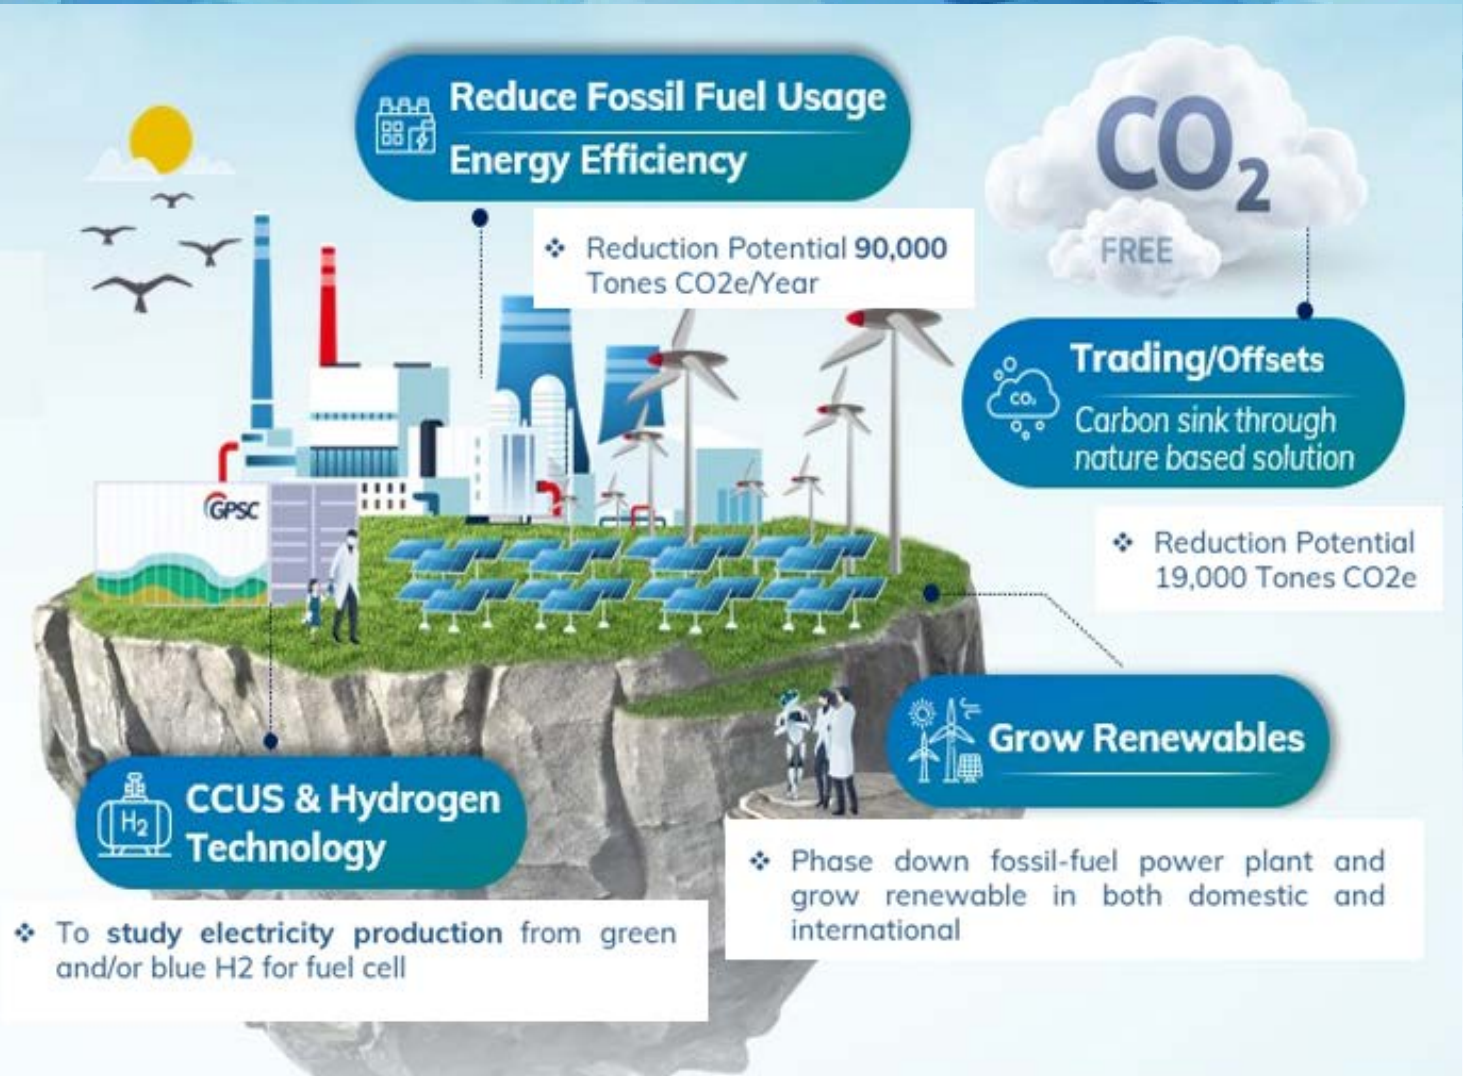 Reduce Fossil Fuel Usage
Energy Efficiency
❖ Reduction Potential 90,000
Tones CO2e/Year
CO₂
FREE
Trading/Offsets
CO₂
Carbon sink through
nature based solution
❖ Reduction Potential
19,000 Tones CO2e
GPSC
Grow Renewables
❖ Phase down fossil-fuel power plant and
grow renewable in both domestic and
international
H₂
CCUS & Hydrogen
Technology
❖ To study electricity production from green
and/or blue H2 for fuel cell